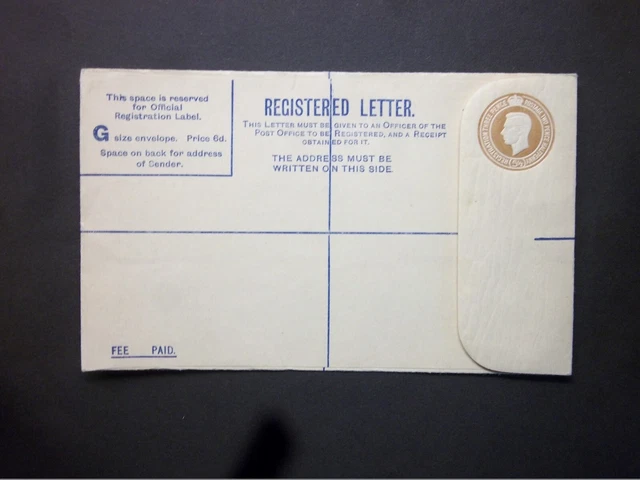 This space is reserved
for Official
Registration Label.
G size envelope. Price 6d.
Space on back for address
of Sender.
REGISTERED LETTER.
THIS LETTER MUST BE GIVEN TO AN OFFICER OF THE
POST OFFICE TO BE REGISTERED, AND A RECEIPT
OBTAINED FOR IT.
THE ADDRESS MUST BE
WRITTEN ON THIS SIDE.
FEE PAID.